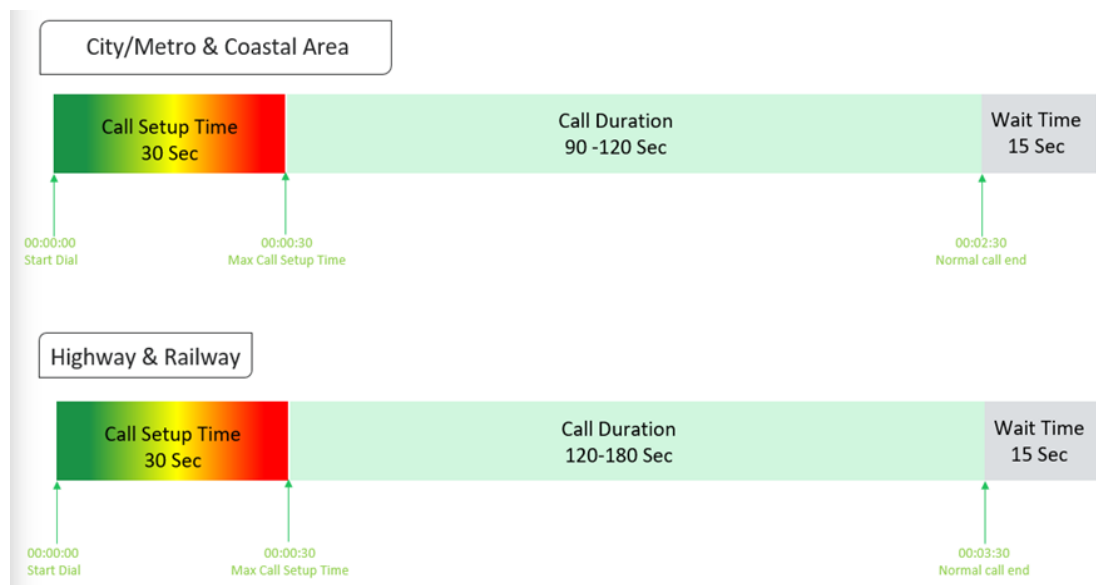 City/Metro & Coastal Area
Call Setup Time
30 Sec
Call Duration
90 -120 Sec
Wait Time
15 Sec
00:00:00
Start Dial
00:00:30
Max Call Setup Time
00:02:30
Normal call end
Highway & Railway
Call Setup Time
30 Sec
Call Duration
120-180 Sec
Wait Time
15 Sec
00:00:00
Start Dial
00:00:30
Max Call Setup Time
00:03:30
Normal call end